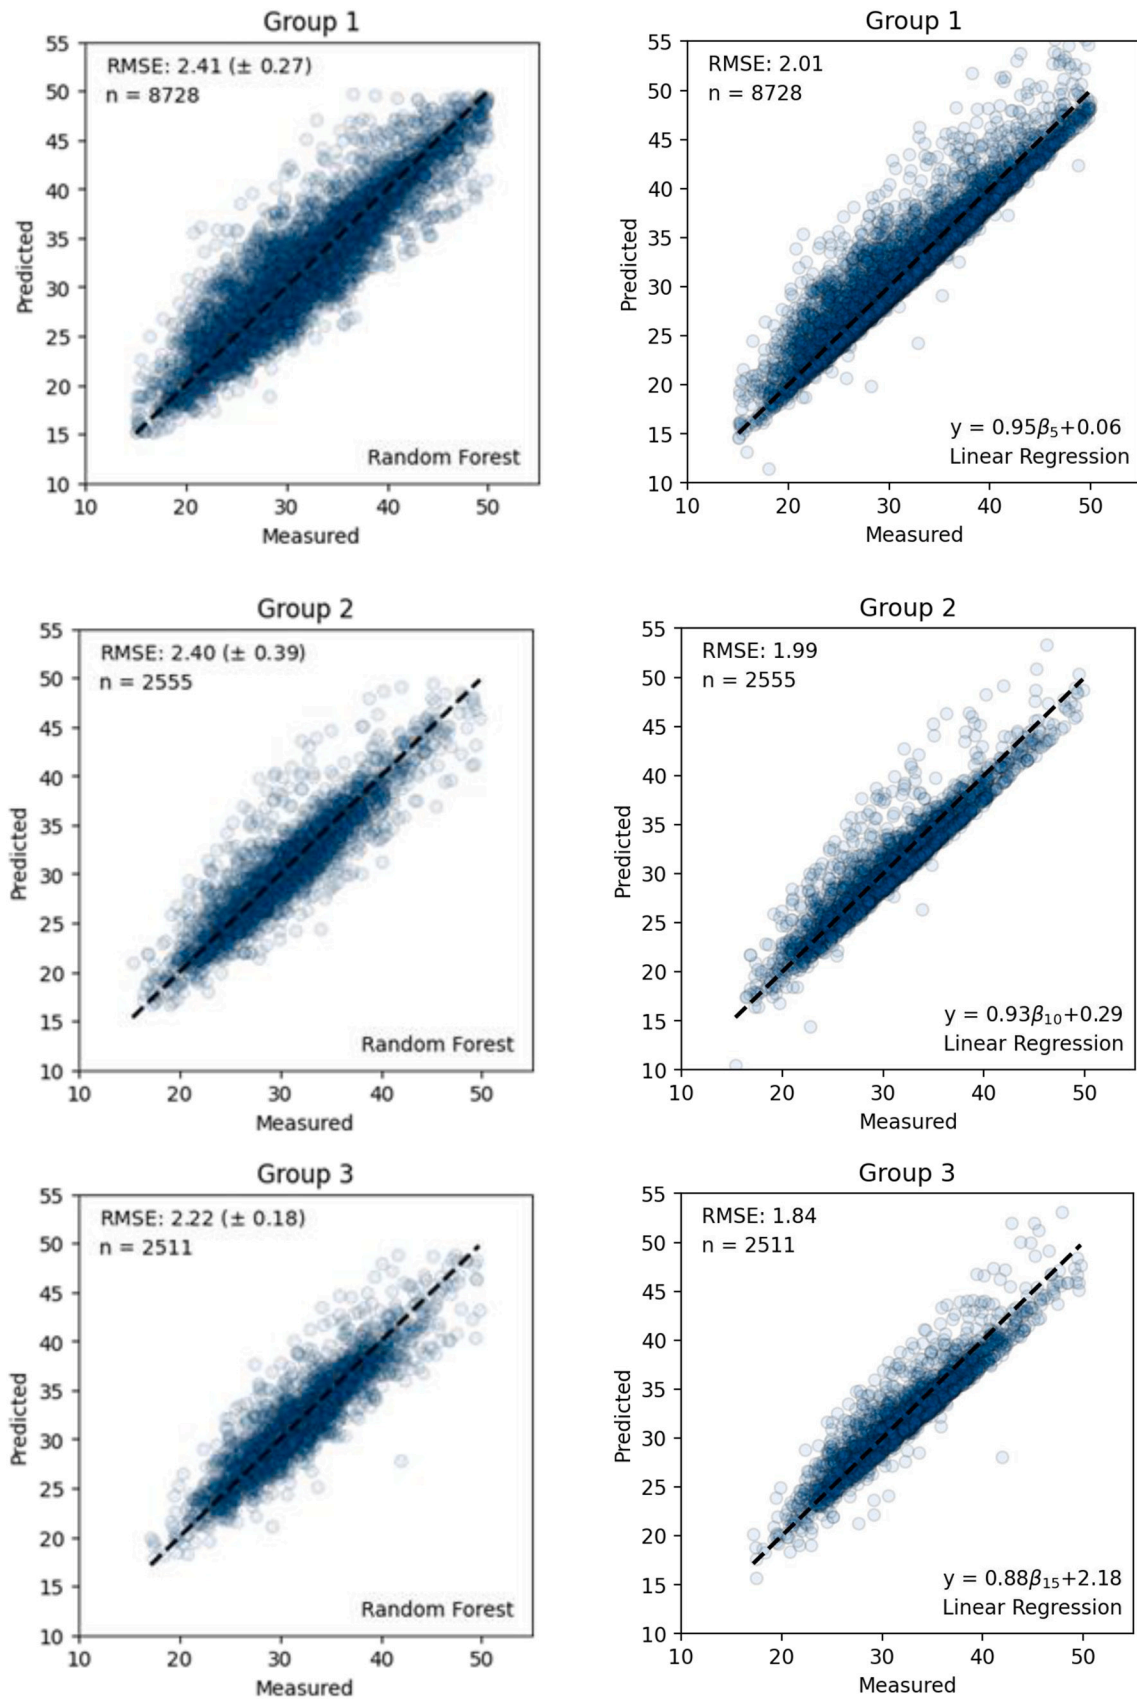 Group 1
55
50
45
40
35
30
25
20
15
10
Predicted
RMSE: 2.41 (± 0.27)
n = 8728
Random Forest
10 20 30 40 50
Measured
Group 1
55
50
45
40
35
30
25
20
15
10
Predicted
RMSE: 2.01
n = 8728
y = 0.95β₅+0.06
Linear Regression
10 20 30 40 50
Measured
Group 2
55
50
45
40
35
30
25
20
15
10
Predicted
RMSE: 2.40 (± 0.39)
n = 2555
Random Forest
10 20 30 40 50
Measured
Group 2
55
50
45
40
35
30
25
20
15
10
Predicted
RMSE: 1.99
n = 2555
y = 0.93β₁₀+0.29
Linear Regression
10 20 30 40 50
Measured
Group 3
55
50
45
40
35
30
25
20
15
10
Predicted
RMSE: 2.22 (± 0.18)
n = 2511
Random Forest
10 20 30 40 50
Measured
Group 3
55
50
45
40
35
30
25
20
15
10
Predicted
RMSE: 1.84
n = 2511
y = 0.88β₁₅+2.18
Linear Regression
10 20 30 40 50
Measured